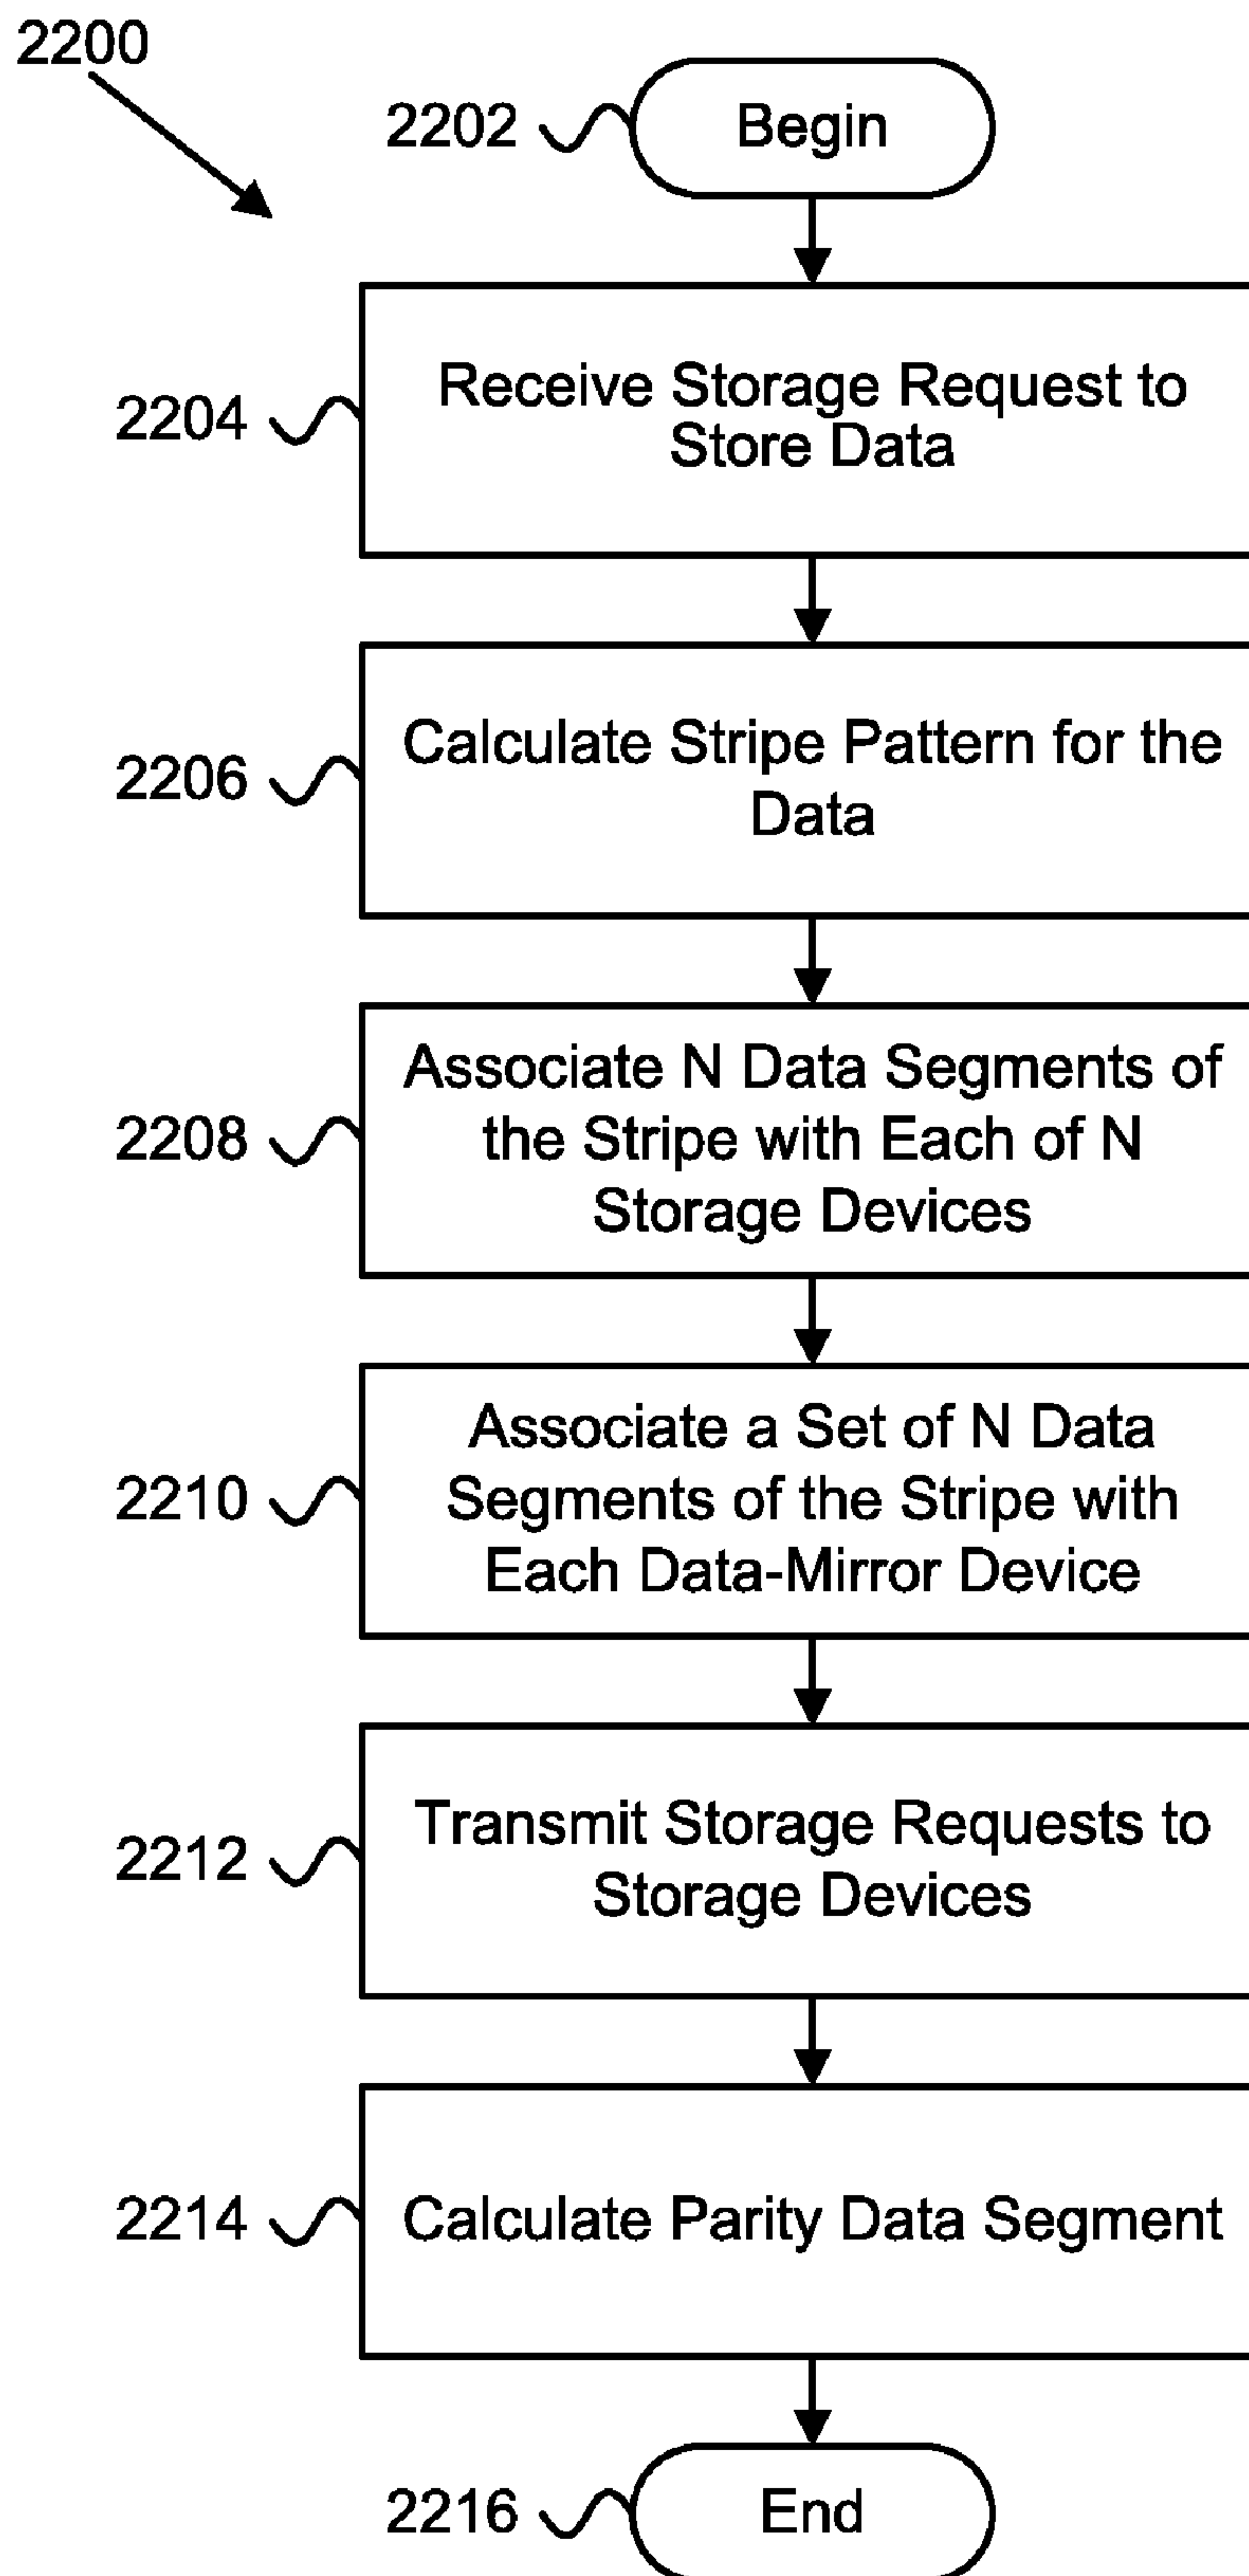 2200
2202
Begin
2204
Receive Storage Request to
Store Data
2206
Calculate Stripe Pattern for the
Data
2208
Associate N Data Segments of
the Stripe with Each of N
Storage Devices
2210
Associate a Set of N Data
Segments of the Stripe with
Each Data-Mirror Device
2212
Transmit Storage Requests to
Storage Devices
2214
Calculate Parity Data Segment
2216
End